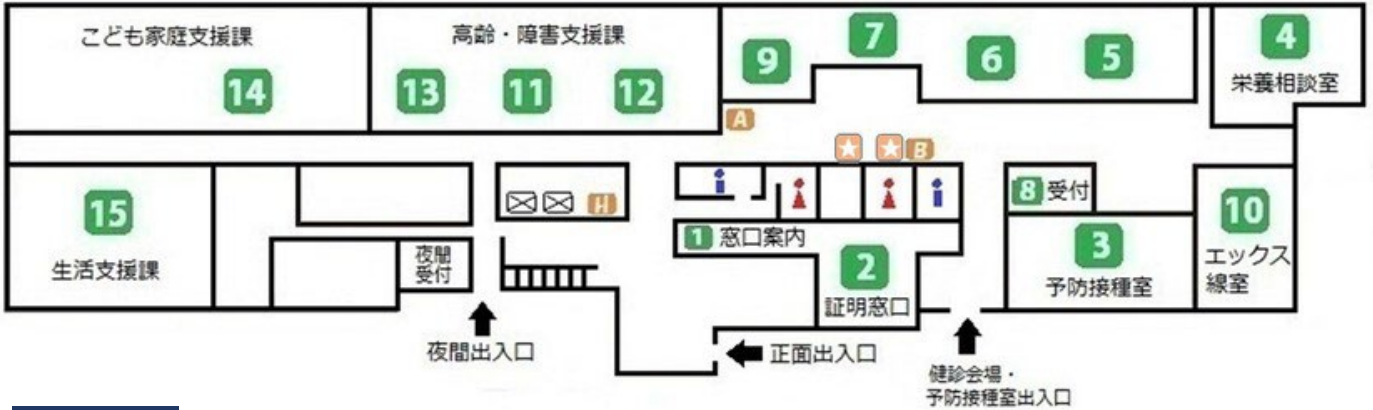 こども家庭支援課
14
高齢・障害支援課
13
11
12
9
7
6
5
4
栄養相談室
A
B
15
生活支援課
H
夜間
受付
1 窓口案内
2
証明窓口
8 受付
3
予防接種室
10
エックス
線室
夜間出入口
正面出入口
健診会場・
予防接種室出入口